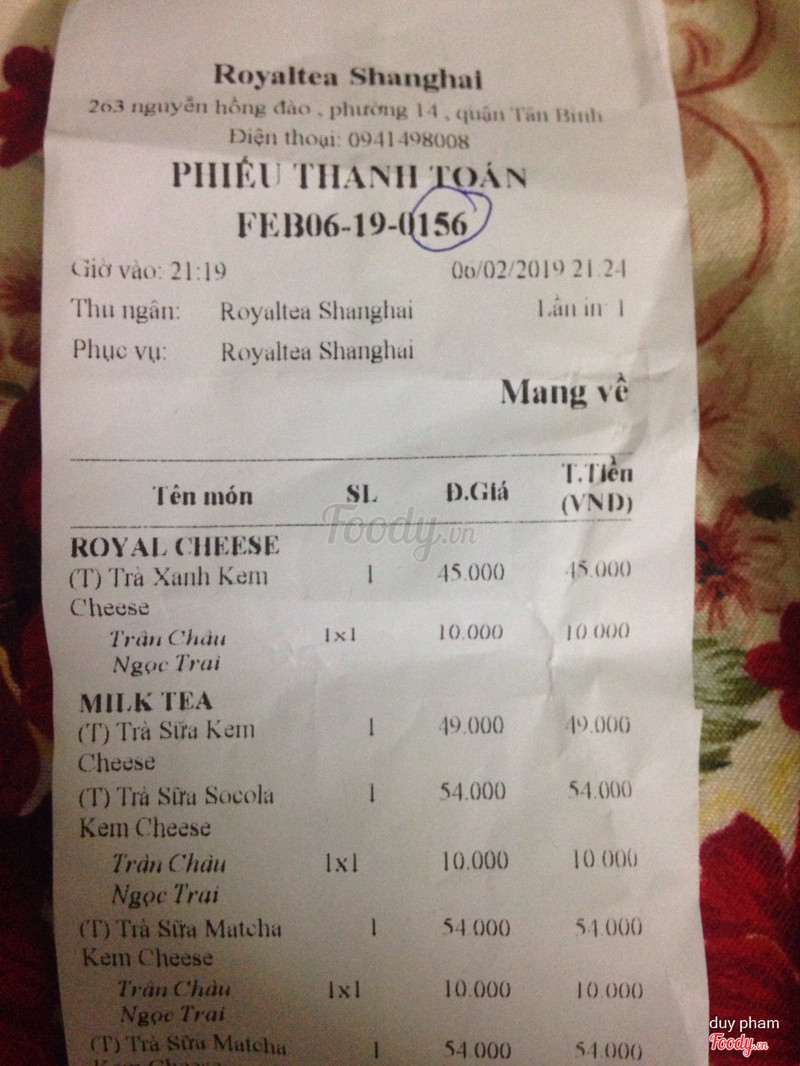 Royaltea Shanghai
263 nguyễn hồng đào , phường 14 , quận Tân Bình
Điện thoại: 0941498008
PHIẾU THANH TOÁN
FEB06-19-0156
Giờ vào: 21:19 06/02/2019 21:24
Thu ngân: Royaltea Shanghai Lần in: 1
Phục vụ: Royaltea Shanghai
Mang về
Tên món SL Đ.Giá T.Tiền (VND)
Foody.vn
ROYAL CHEESE
(T) Trà Xanh Kem 1 45.000 45.000
Cheese
Trân Châu 1x1 10.000 10.000
Ngọc Trai
MILK TEA
(T) Trà Sữa Kem 1 49.000 49.000
Cheese
(T) Trà Sữa Socola 1 54.000 54.000
Kem Cheese
Trân Châu 1x1 10.000 10.000
Ngọc Trai
(T) Trà Sữa Matcha 1 54.000 54.000
Kem Cheese
Trân Châu 1x1 10.000 10.000
Ngọc Trai
(T) Trà Sữa Matcha 1 54.000 54.000
Kem Cheese
duy pham
Foody.vn